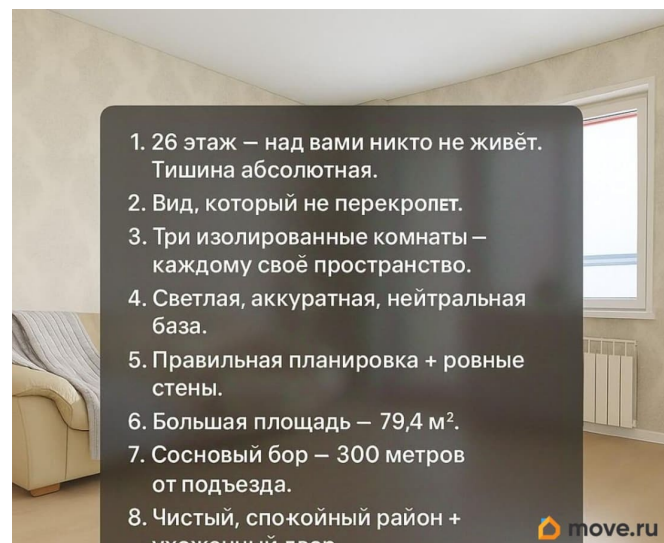 1. 26 этаж – над вами никто не живёт.
Тишина абсолютная.
2. Вид, который не перекропет.
3. Три изолированные комнаты –
каждому своё пространство.
4. Светлая, аккуратная, нейтральная
база.
5. Правильная планировка + ровные
стены.
6. Большая площадь – 79,4 м².
7. Сосновый бор – 300 метров
от подъезда.
8. Чистый, спокойный район +
ухоженный двор
move.ru